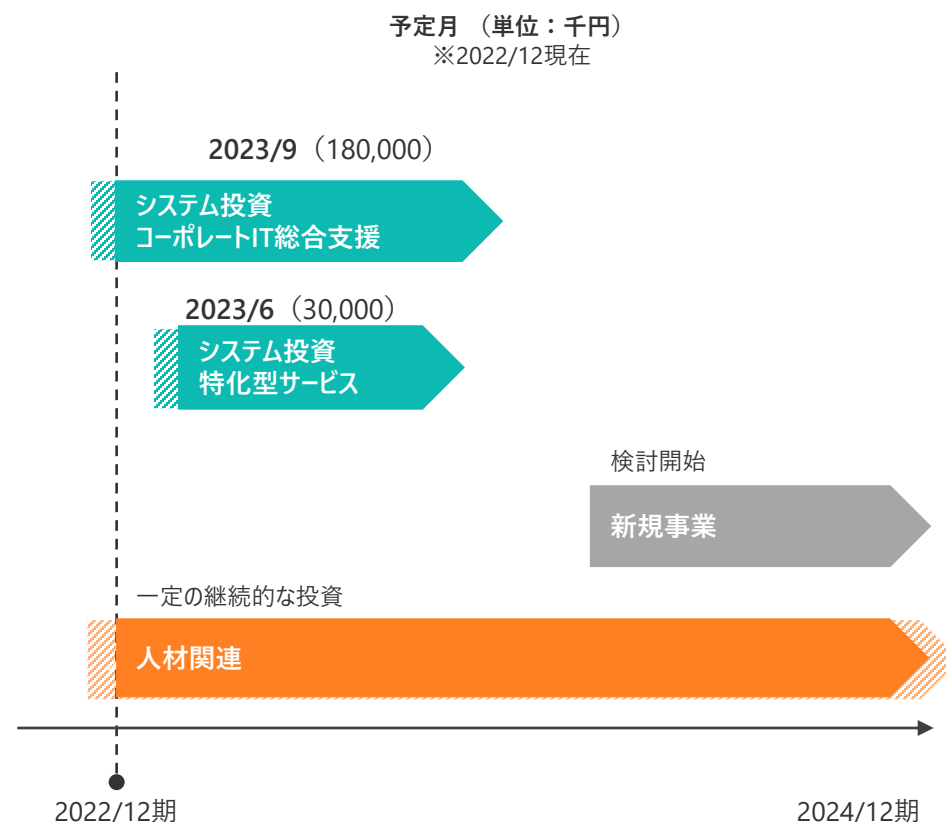 予定月 （単位：千円）
※2022/12現在
2023/9（180,000）
システム投資
コーポレートIT総合支援
2023/6（30,000）
システム投資
特化型サービス
検討開始
新規事業
一定の継続的な投資
人材関連
2022/12期
2024/12期